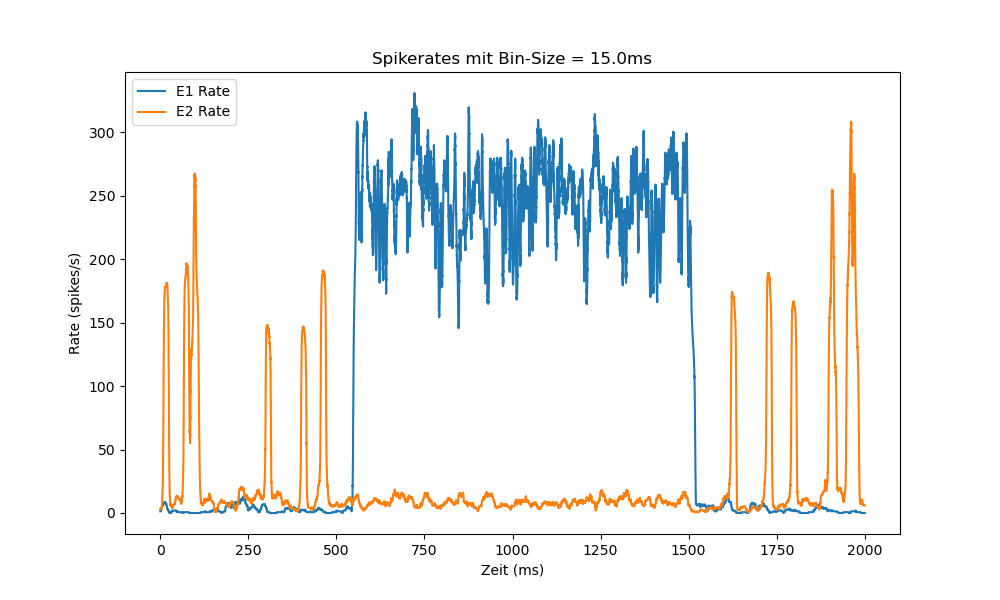 Spikerates mit Bin-Size = 15.0ms
E1 Rate
E2 Rate
300
250
200
150
100
50
0
Rate (spikes/s)
0 250 500 750 1000 1250 1500 1750 2000
Zeit (ms)